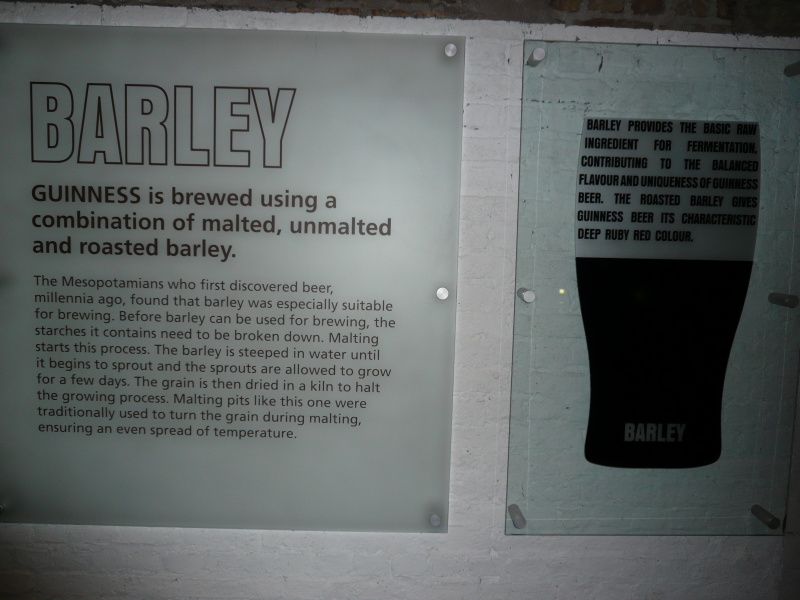 BARLEY
GUINNESS is brewed using a
combination of malted, unmalted
and roasted barley.
The Mesopotamians who first discovered beer,
millennia ago, found that barley was especially suitable
for brewing. Before barley can be used for brewing, the
starches it contains need to be broken down. Malting
starts this process. The barley is steeped in water until
it begins to sprout and the sprouts are allowed to grow
for a few days. The grain is then dried in a kiln to halt
the growing process. Malting pits like this one were
traditionally used to turn the grain during malting,
ensuring an even spread of temperature.
BARLEY PROVIDES THE BASIC RAW
INGREDIENT FOR FERMENTATION,
CONTRIBUTING TO THE BALANCED
FLAVOUR AND UNIQUENESS OF GUINNESS
BEER. THE ROASTED BARLEY GIVES
GUINNESS BEER ITS CHARACTERISTIC
DEEP RUBY RED COLOUR.
BARLEY